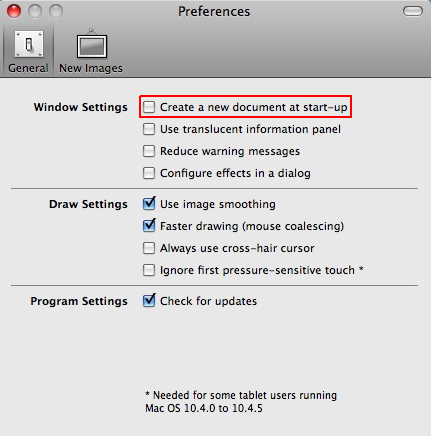 Preferences
General New Images
Window Settings Create a new document at start-up
Use translucent information panel
Reduce warning messages
Configure effects in a dialog
Draw Settings Use image smoothing
Faster drawing (mouse coalescing)
Always use cross-hair cursor
Ignore first pressure-sensitive touch *
Program Settings Check for updates
* Needed for some tablet users running
Mac OS 10.4.0 to 10.4.5